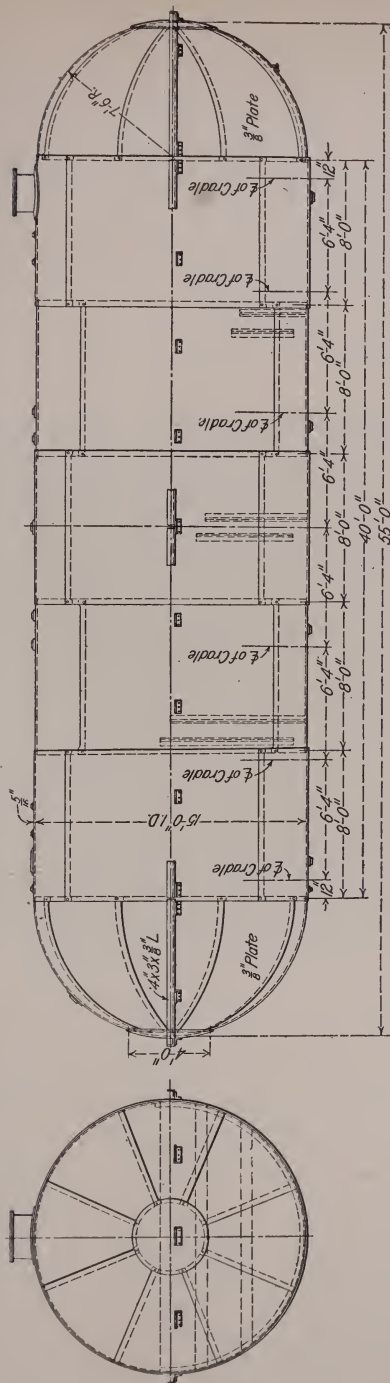 7'-6" R.
3/8" Plate
℄ of Cradle
℄ of Cradle
℄ of Cradle
℄ of Cradle
℄ of Cradle
℄ of Cradle
5/16"
15'-0" I.D.
4"x3"x3/8" L
3/8" Plate
4'-0"
12"
6'-4"
6'-4"
6'-4"
6'-4"
6'-4"
6'-4"
12"
8'-0"
8'-0"
8'-0"
8'-0"
8'-0"
40'-0"
55'-0"